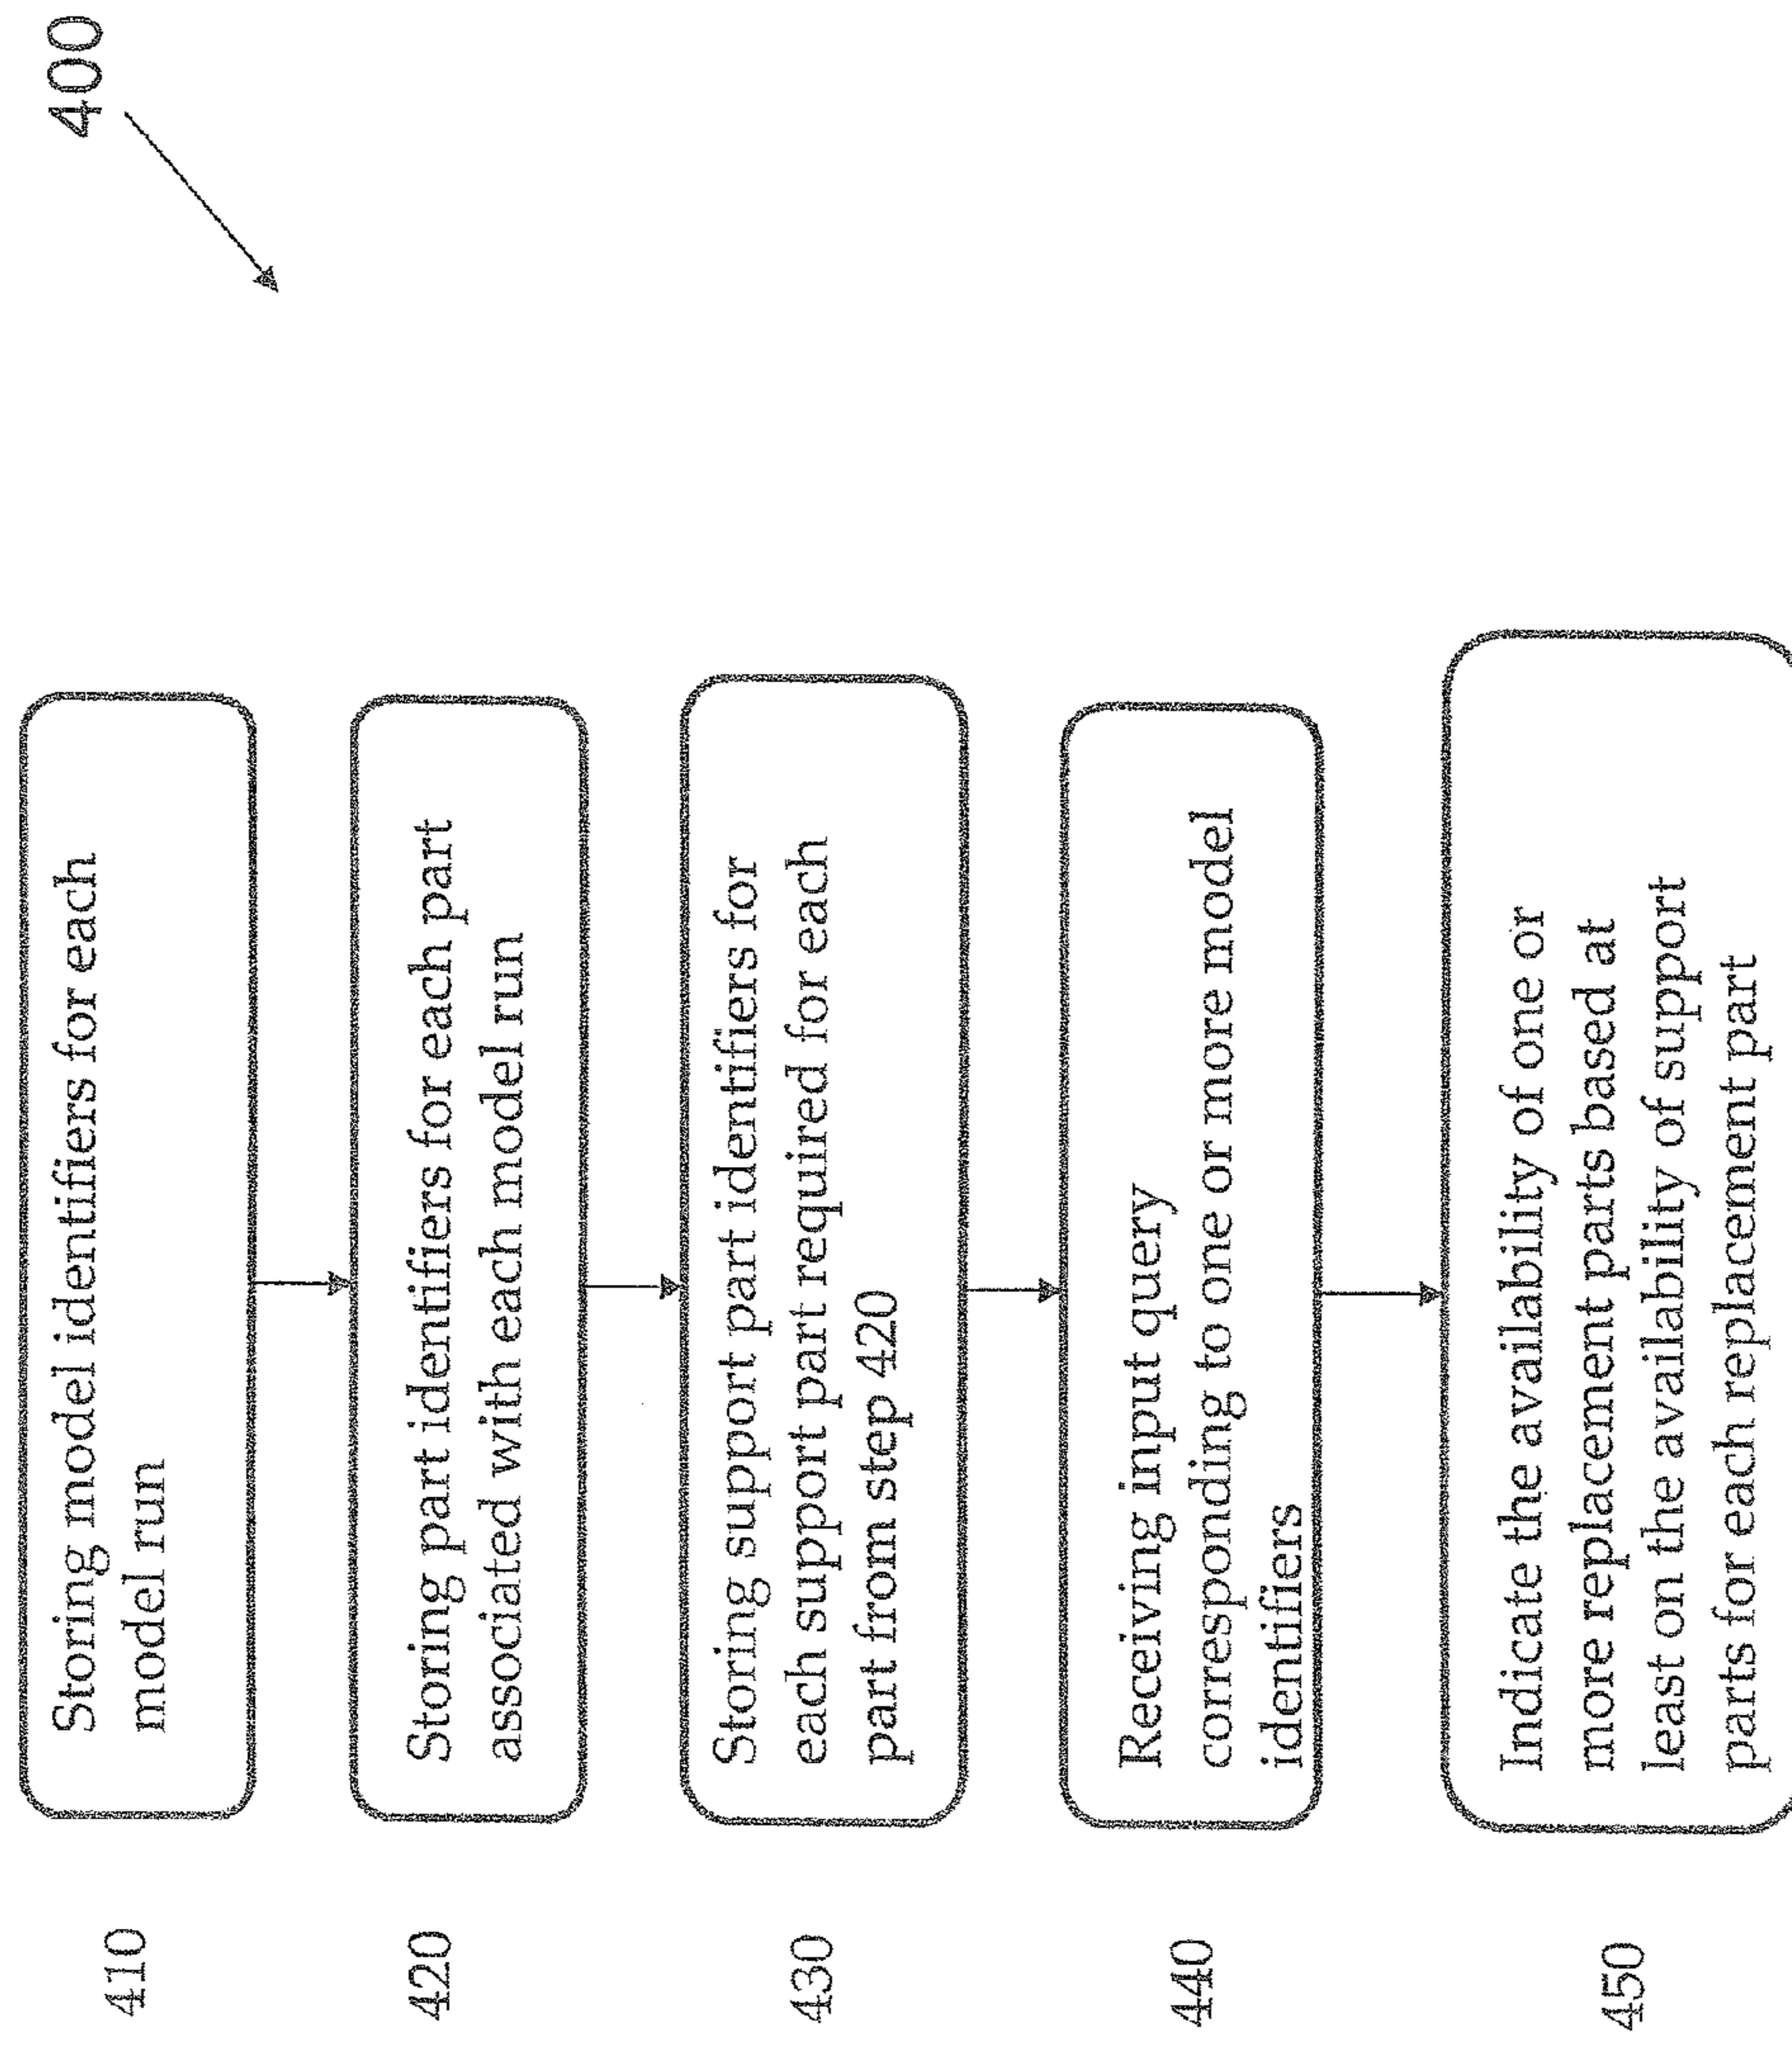 400
410
Storing model identifiers for each
model run
420
Storing part identifiers for each part
associated with each model run
430
Storing support part identifiers for
each support part required for each
part from step 420
440
Receiving input query
corresponding to one or more model
identifiers
450
Indicate the availability of one or
more replacement parts based at
least on the availability of support
parts for each replacement part